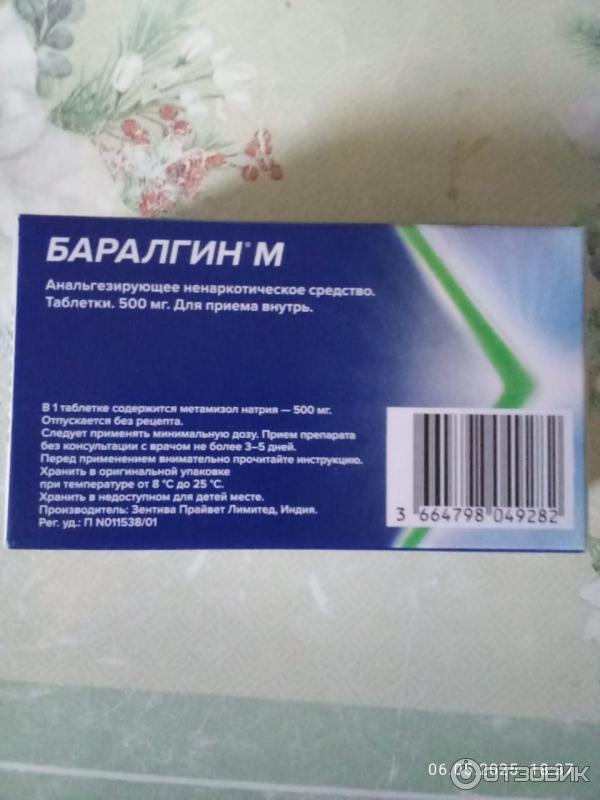 БАРАЛГИН® М
Анальгезирующее ненаркотическое средство.
Таблетки. 500 мг. Для приема внутрь.
В 1 таблетке содержится метамизол натрия — 500 мг.
Отпускается без рецепта.
Следует применять минимальную дозу. Прием препарата
без консультации с врачом не более 3–5 дней.
Перед применением внимательно прочитайте инструкцию.
Хранить в оригинальной упаковке
при температуре от 8 °C до 25 °C.
Хранить в недоступном для детей месте.
Производитель: Зентива Прайвет Лимитед, Индия.
Рег. уд.: П N011538/01
3 664798 049282
ОТЗОВИК